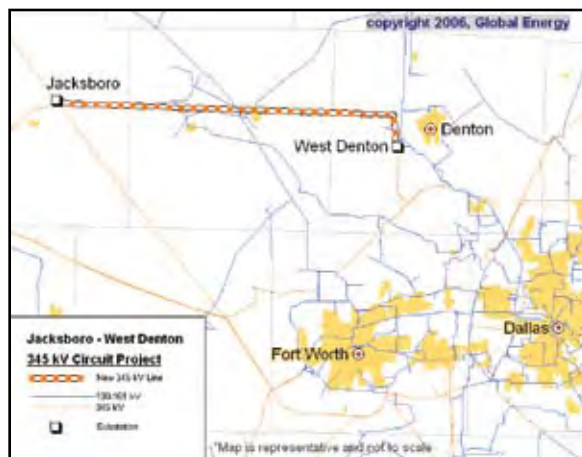 copyright 2006, Global Energy
Jacksboro
Denton
West Denton
Dallas
Fort Worth
Jacksboro - West Denton
345 kV Circuit Project
New 345 kV Line
kV
345 kV
Substation
*Map is representative and not to scale